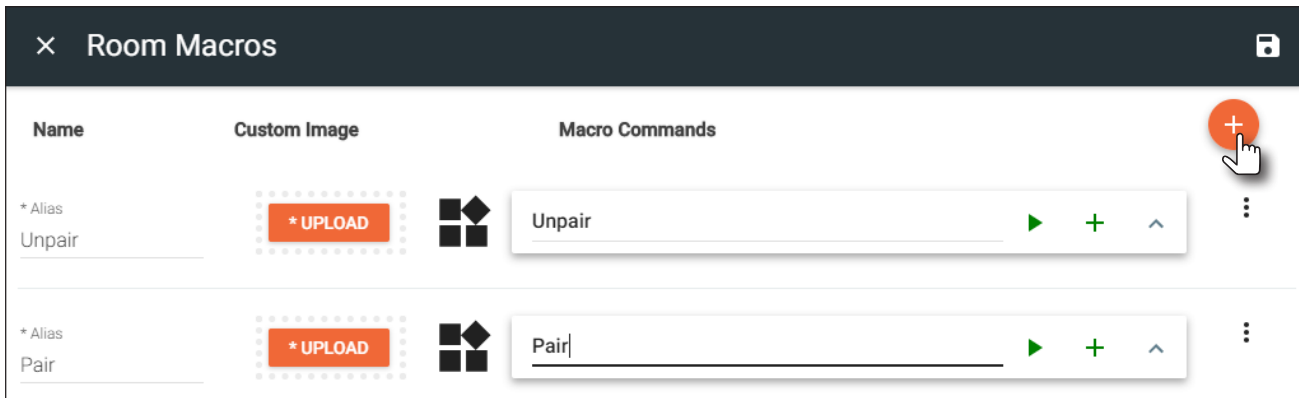 Room Macros
Name Custom Image Macro Commands
* Alias
Unpair
* UPLOAD
Unpair
* Alias
Pair
* UPLOAD
Pair